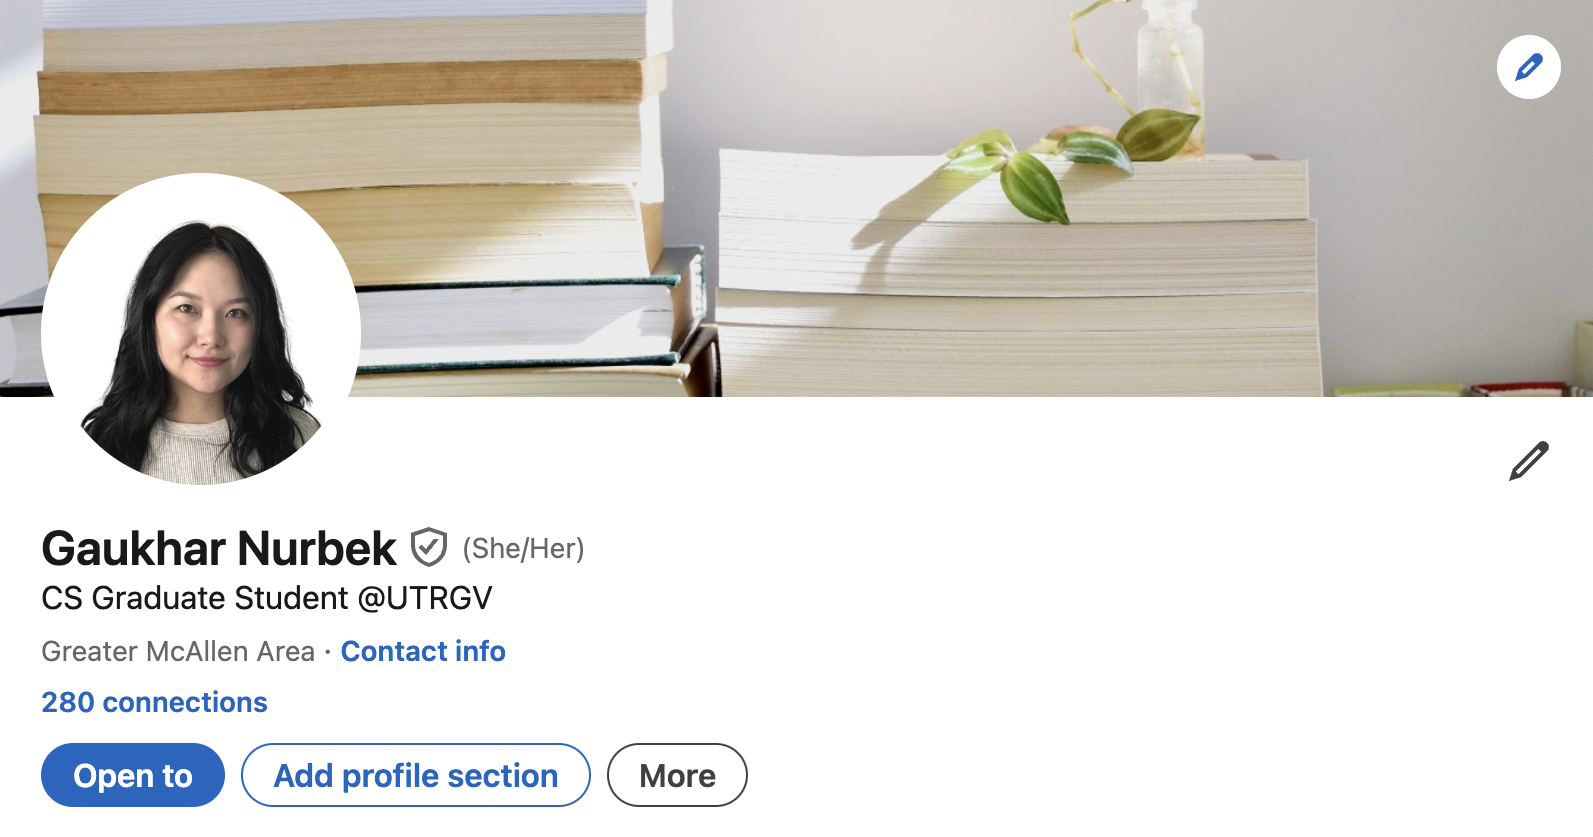 Gaukhar Nurbek (She/Her)
CS Graduate Student @UTRGV
Greater McAllen Area · Contact info
280 connections
Open to Add profile section More